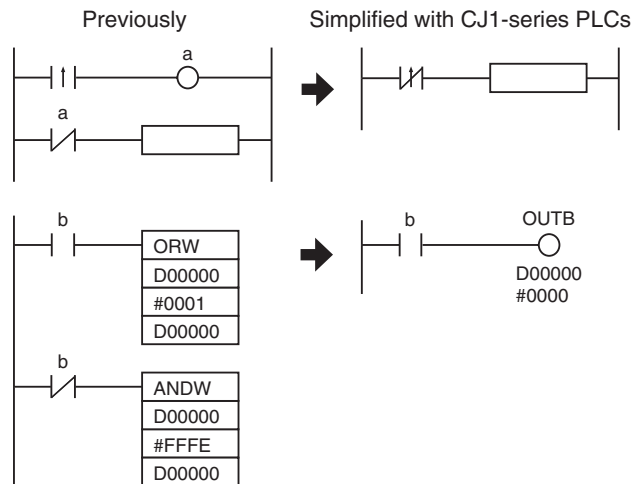 Previously
Simplified with CJ1-series PLCs
a
a
b
ORW
D00000
#0001
D00000
b
OUTB
D00000
#0000
b
ANDW
D00000
#FFFE
D00000